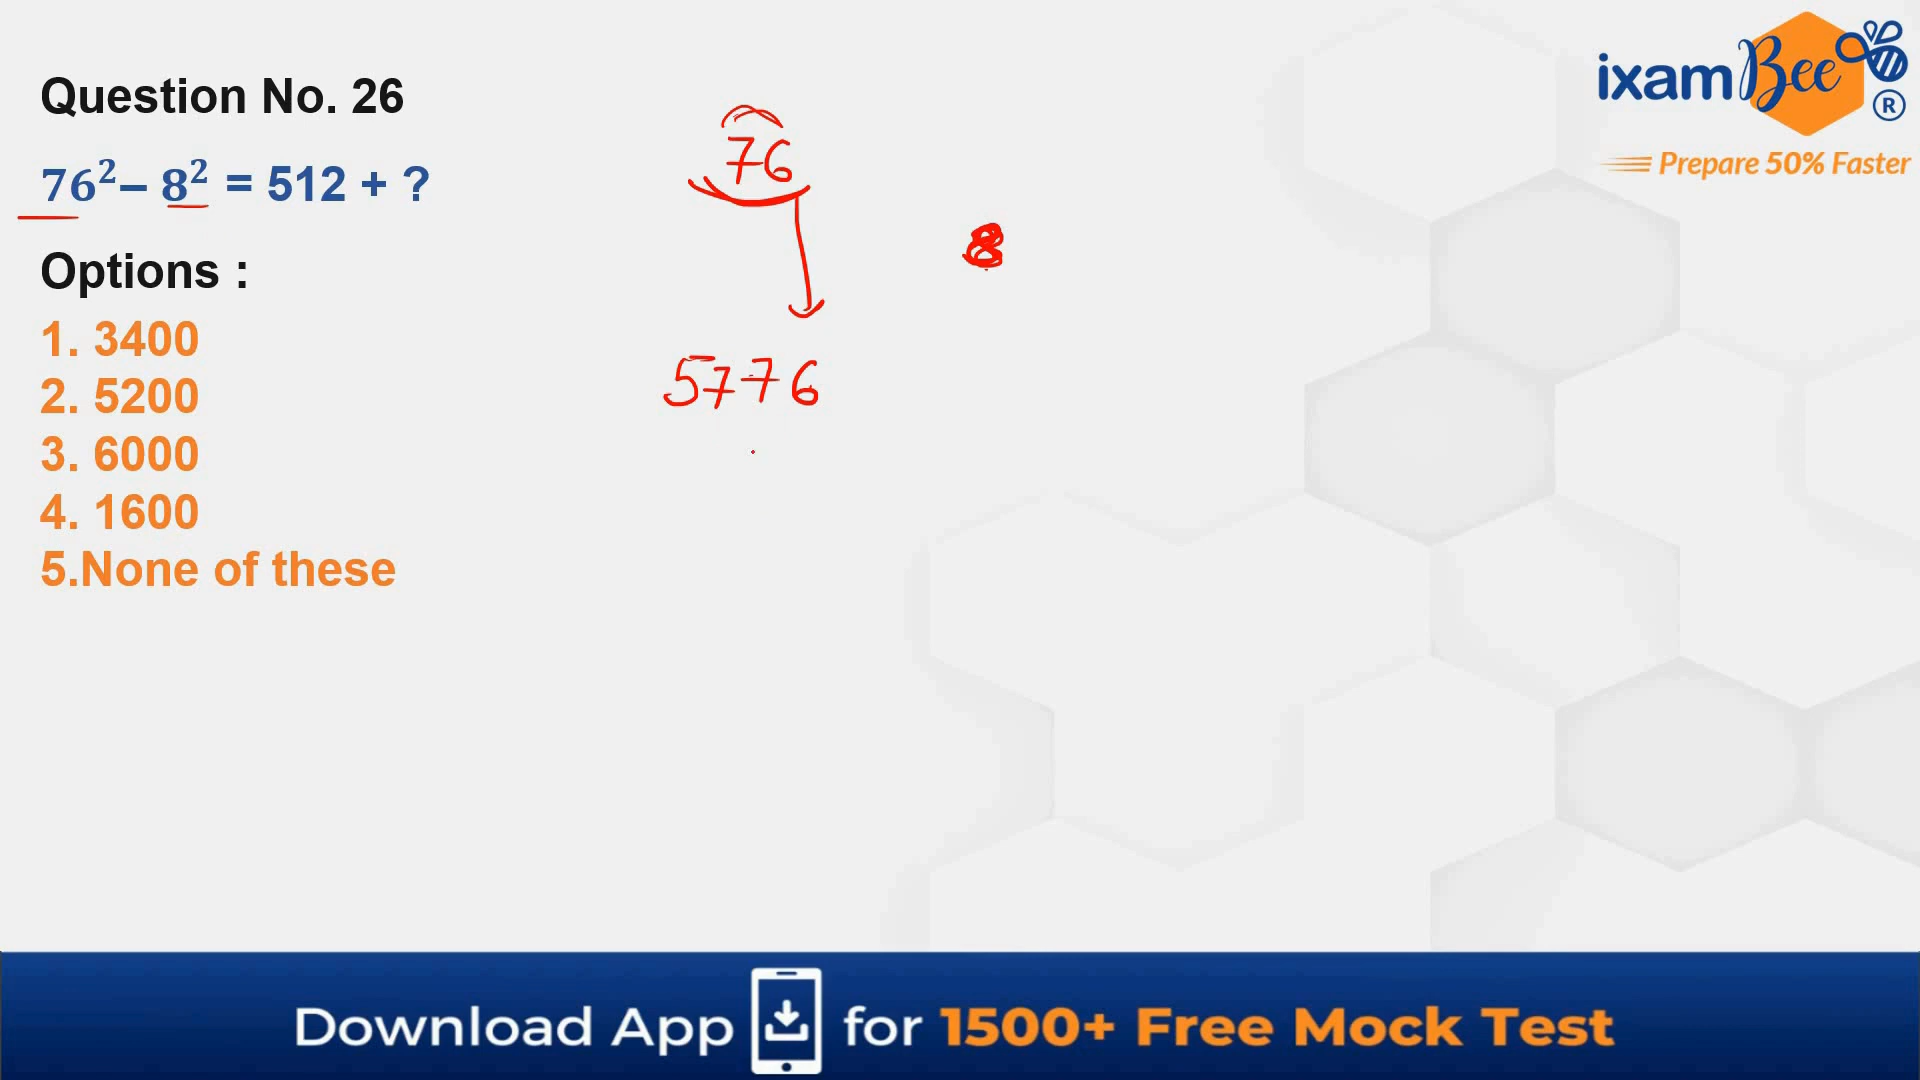 Question No. 26
76² – 8² = 512 + ?
Options :
1. 3400
2. 5200
3. 6000
4. 1600
5.None of these
76
8
5776
ixamBee ®
Prepare 50% Faster
Download App for 1500+ Free Mock Test